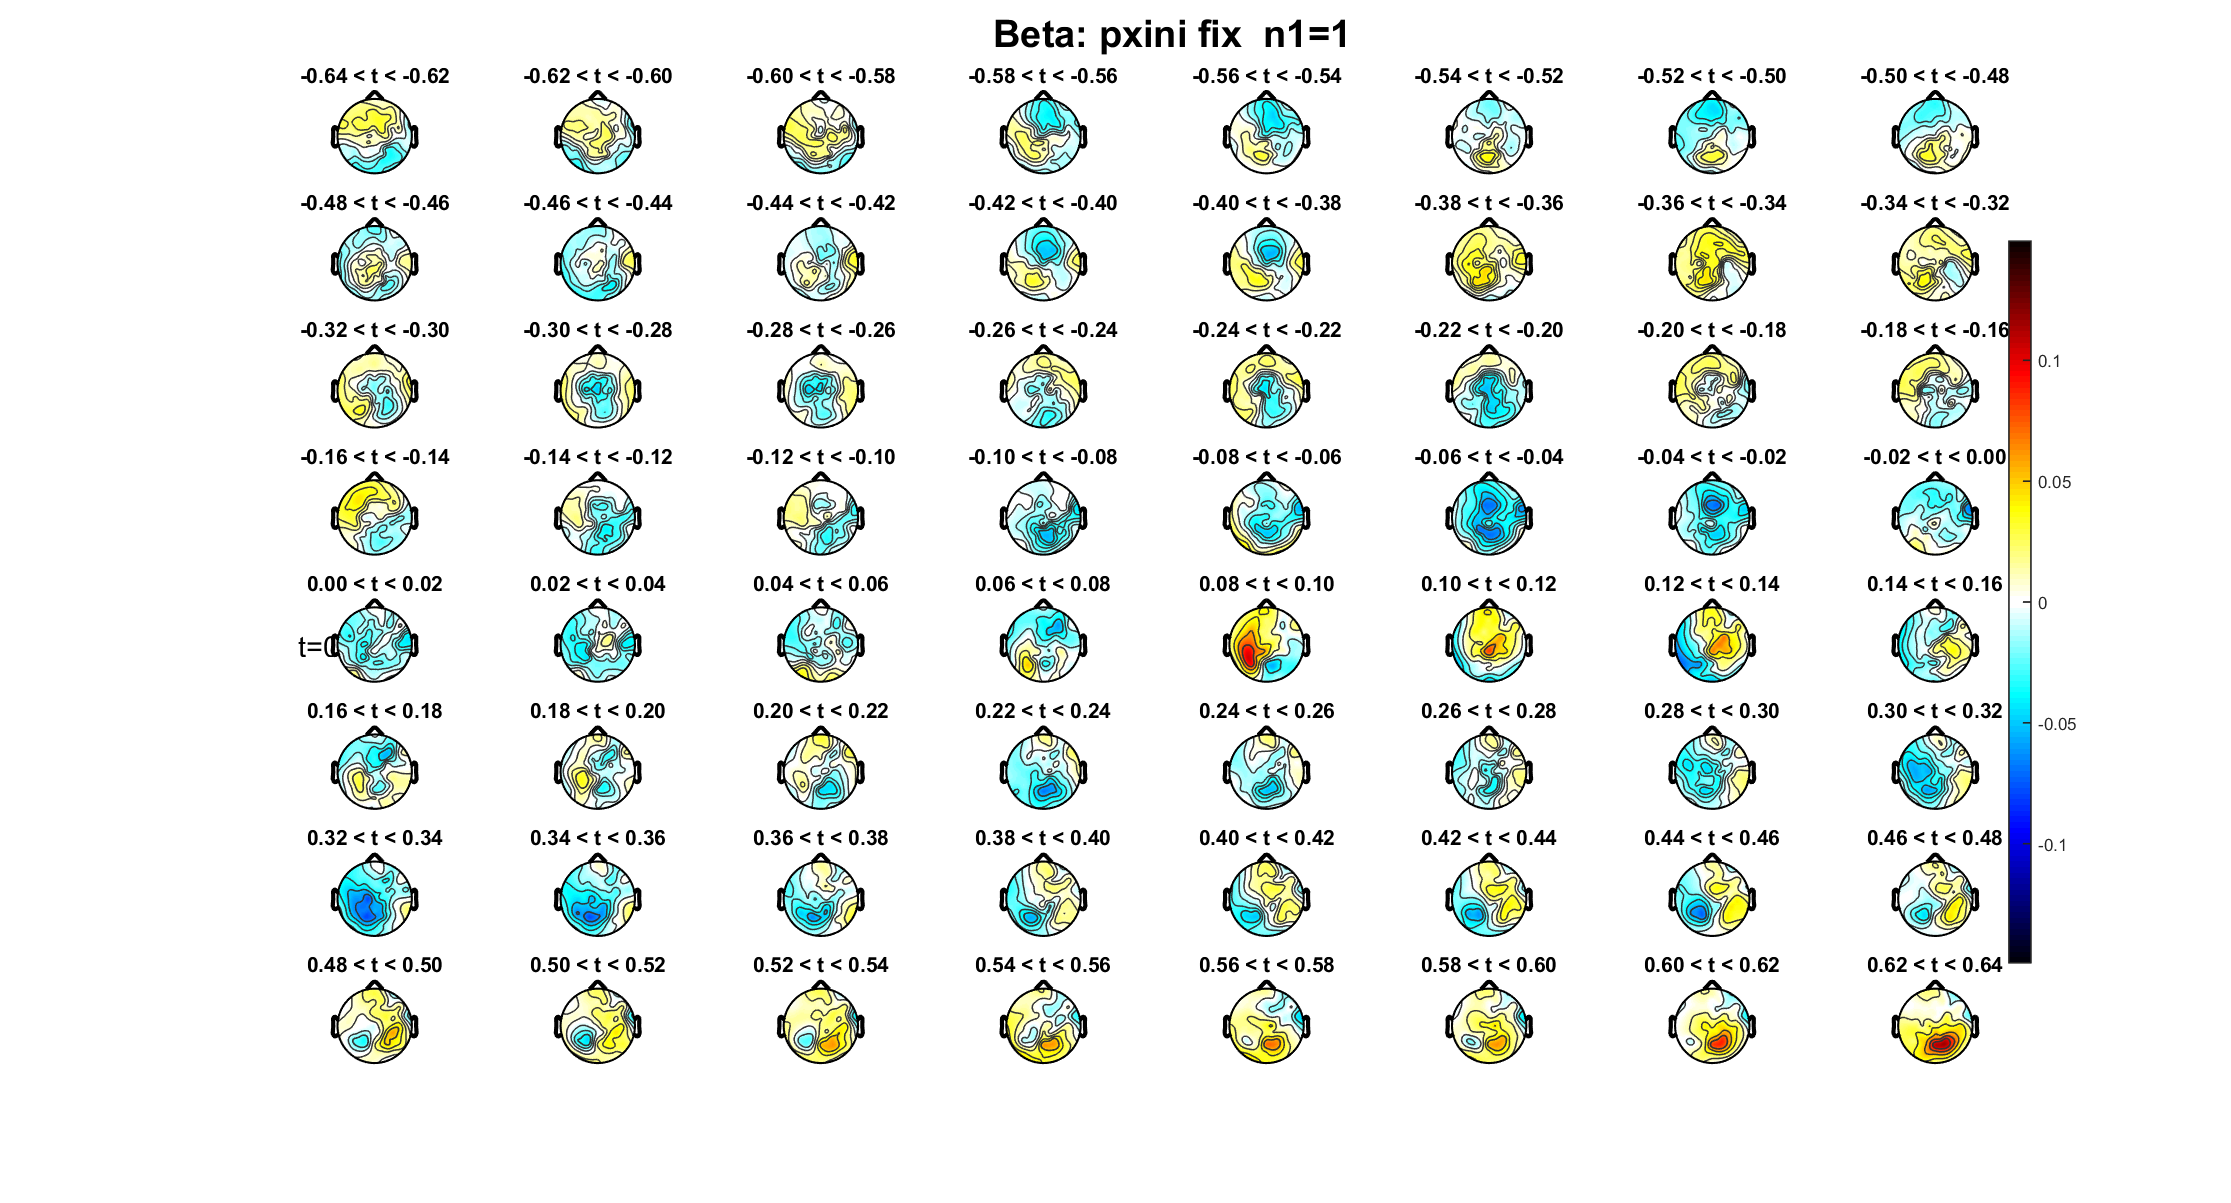 Beta: pxini fix  n1=1
-0.64 < t < -0.62
-0.62 < t < -0.60
-0.60 < t < -0.58
-0.58 < t < -0.56
-0.56 < t < -0.54
-0.54 < t < -0.52
-0.52 < t < -0.50
-0.50 < t < -0.48
-0.48 < t < -0.46
-0.46 < t < -0.44
-0.44 < t < -0.42
-0.42 < t < -0.40
-0.40 < t < -0.38
-0.38 < t < -0.36
-0.36 < t < -0.34
-0.34 < t < -0.32
-0.32 < t < -0.30
-0.30 < t < -0.28
-0.28 < t < -0.26
-0.26 < t < -0.24
-0.24 < t < -0.22
-0.22 < t < -0.20
-0.20 < t < -0.18
-0.18 < t < -0.16
-0.16 < t < -0.14
-0.14 < t < -0.12
-0.12 < t < -0.10
-0.10 < t < -0.08
-0.08 < t < -0.06
-0.06 < t < -0.04
-0.04 < t < -0.02
-0.02 < t < 0.00
0.00 < t < 0.02
0.02 < t < 0.04
0.04 < t < 0.06
0.06 < t < 0.08
0.08 < t < 0.10
0.10 < t < 0.12
0.12 < t < 0.14
0.14 < t < 0.16
t=0
0.16 < t < 0.18
0.18 < t < 0.20
0.20 < t < 0.22
0.22 < t < 0.24
0.24 < t < 0.26
0.26 < t < 0.28
0.28 < t < 0.30
0.30 < t < 0.32
0.32 < t < 0.34
0.34 < t < 0.36
0.36 < t < 0.38
0.38 < t < 0.40
0.40 < t < 0.42
0.42 < t < 0.44
0.44 < t < 0.46
0.46 < t < 0.48
0.48 < t < 0.50
0.50 < t < 0.52
0.52 < t < 0.54
0.54 < t < 0.56
0.56 < t < 0.58
0.58 < t < 0.60
0.60 < t < 0.62
0.62 < t < 0.64
0.1
0.05
0
-0.05
-0.1